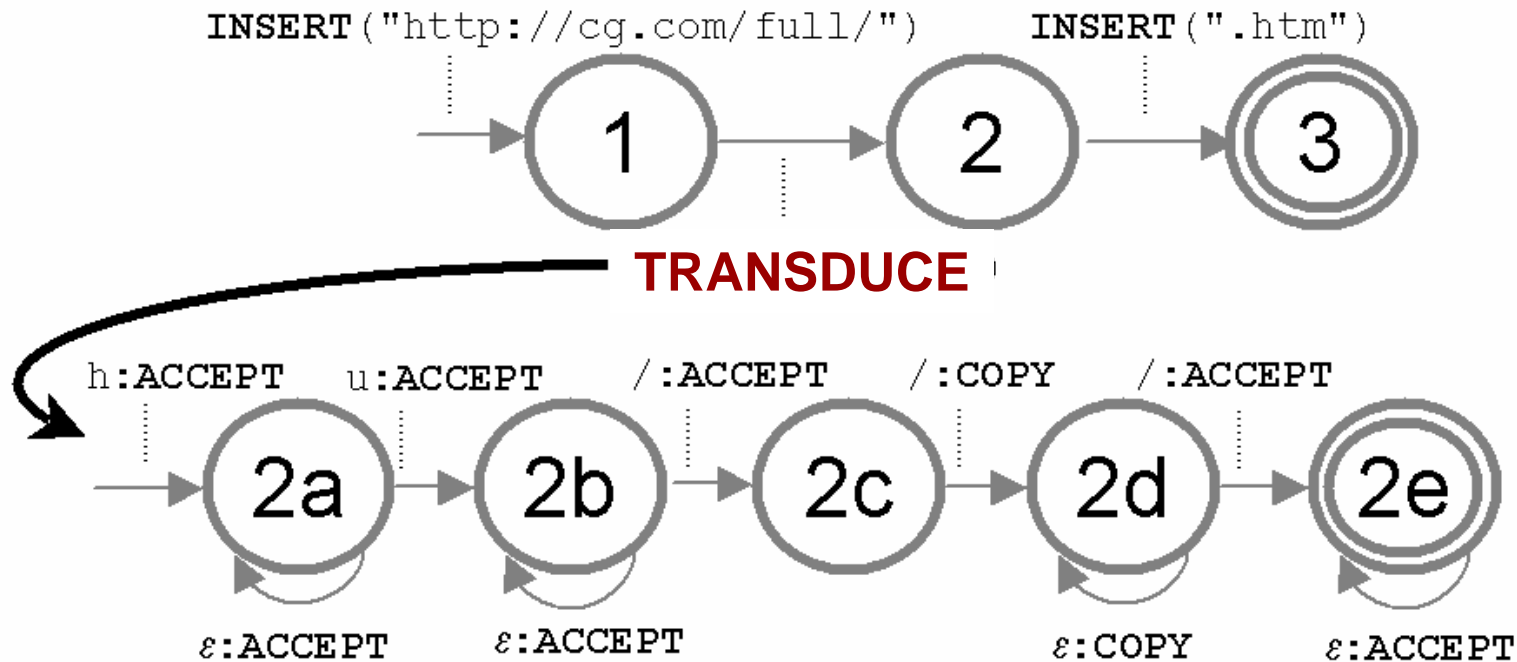 INSERT("http://cg.com/full/") INSERT(".htm")
1 2 3
TRANSDUCE
h:ACCEPT u:ACCEPT /:ACCEPT /:COPY /:ACCEPT
2a 2b 2c 2d 2e
ε:ACCEPT ε:ACCEPT ε:COPY ε:ACCEPT